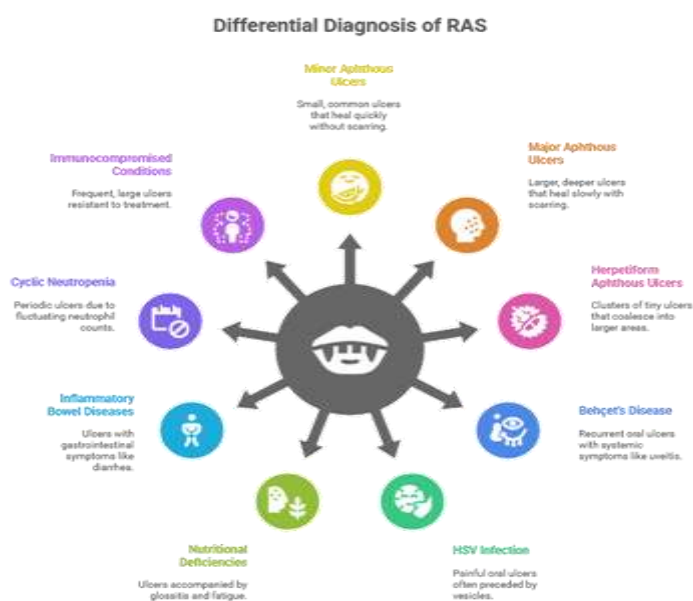 Differential Diagnosis of RAS
Minor Aphthous
Ulcers
Small, common ulcers
that heal quickly
without scarring.
Major Aphthous
Ulcers
Larger, deeper ulcers
that heal slowly with
scarring.
Herpetiform
Aphthous Ulcers
Clusters of tiny ulcers
that coalesce into
larger areas.
Behçet's Disease
Recurrent oral ulcers
with systemic
symptoms like uveitis.
HSV Infection
Painful oral ulcers
often preceded by
vesicles.
Nutritional
Deficiencies
Ulcers accompanied by
glossitis and fatigue.
Inflammatory
Bowel Diseases
Ulcers with
gastrointestinal
symptoms like
diarrhea.
Cyclic Neutropenia
Periodic ulcers due to
fluctuating neutrophil
counts.
Immunocompromised
Conditions
Frequent, large ulcers
resistant to treatment.